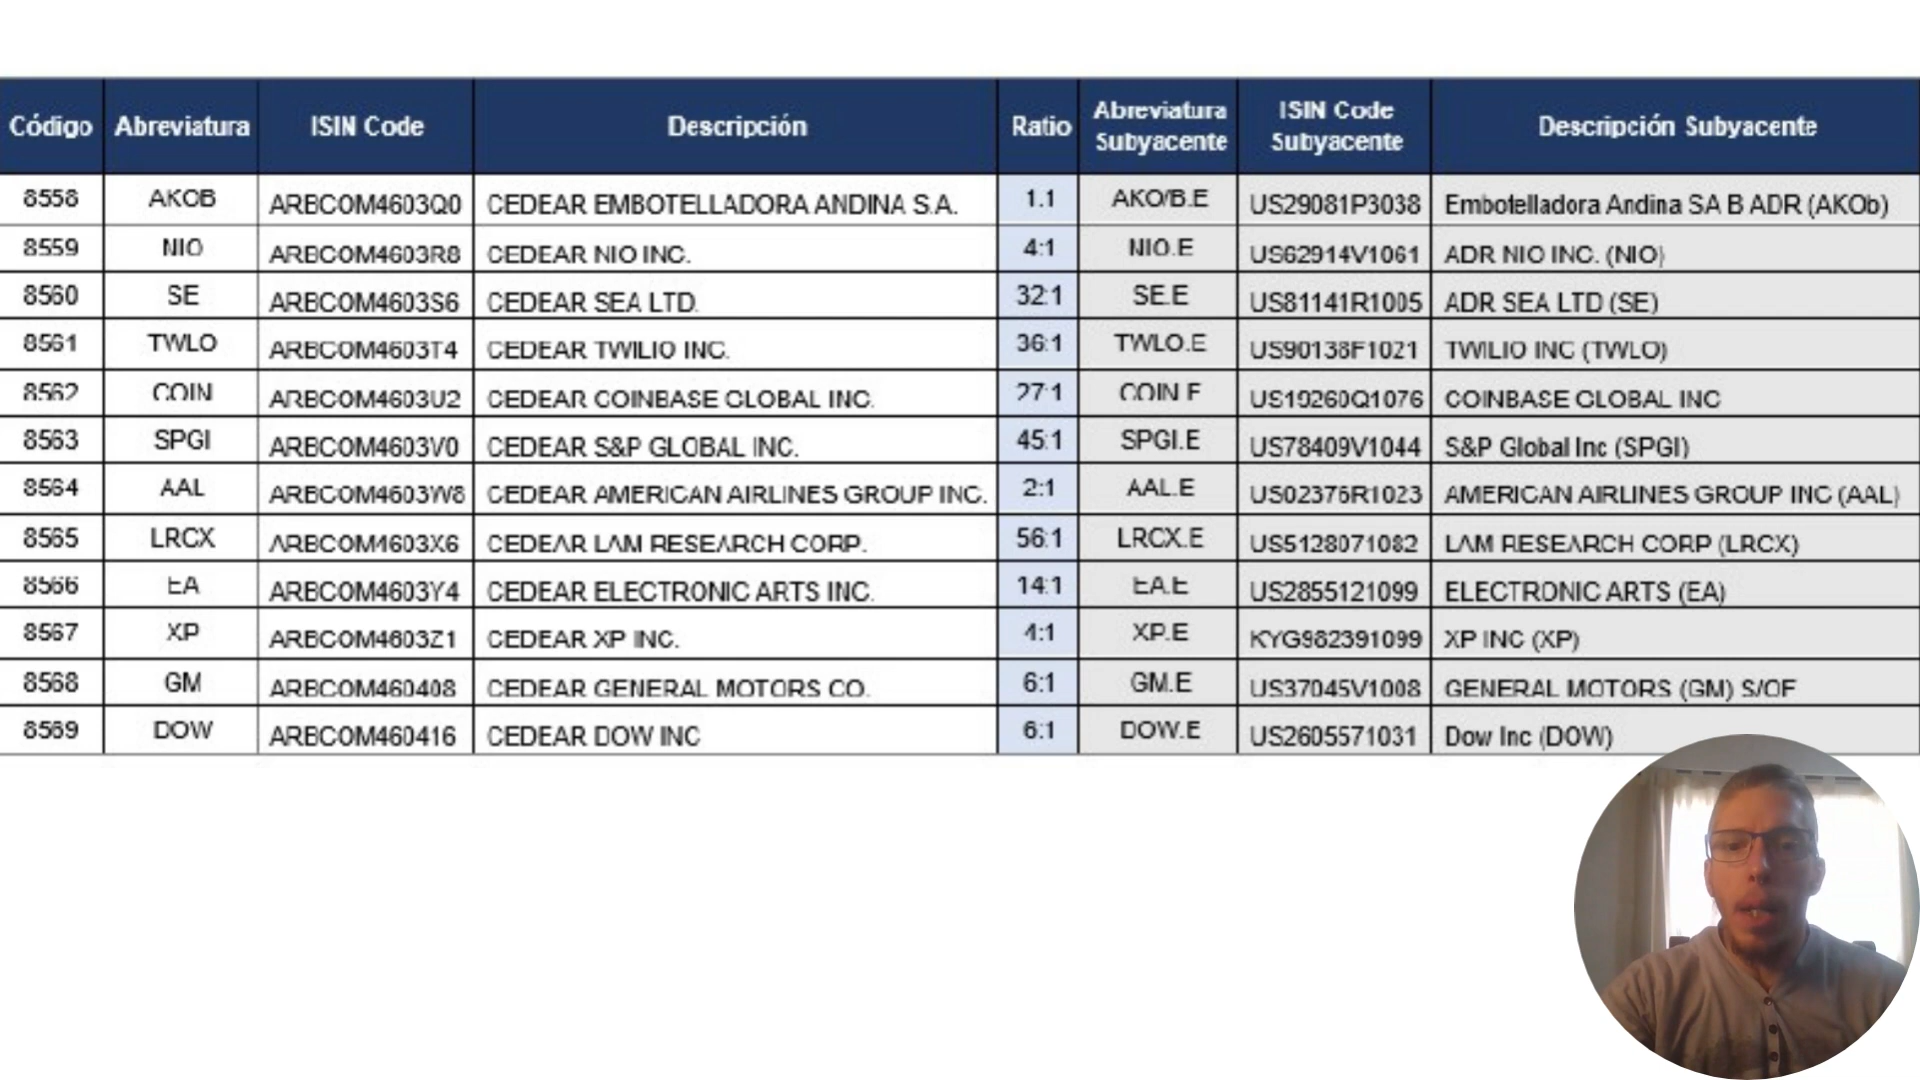 Código Abreviatura ISIN Code Descripción Ratio Abreviatura Subyacente ISIN Code Subyacente Descripción Subyacente
8558 AKOB ARBCOM4603Q0 CEDEAR EMBOTELLADORA ANDINA S.A. 1:1 AKO/B.E US29081P3038 Embotelladora Andina SA B ADR (AKOb)
8559 NIO ARBCOM4603R8 CEDEAR NIO INC. 4:1 NIO.E US62914V1061 ADR NIO INC. (NIO)
8560 SE ARBCOM4603S6 CEDEAR SEA LTD. 32:1 SE.E US81141R1005 ADR SEA LTD (SE)
8561 TWLO ARBCOM4603T4 CEDEAR TWILIO INC. 36:1 TWLO.E US90138F1021 TWILIO INC (TWLO)
8562 COIN ARBCOM4603U2 CEDEAR COINBASE GLOBAL INC. 27:1 COIN.E US19260Q1076 COINBASE GLOBAL INC
8563 SPGI ARBCOM4603V0 CEDEAR S&P GLOBAL INC. 45:1 SPGI.E US78409V1044 S&P Global Inc (SPGI)
8564 AAL ARBCOM4603W8 CEDEAR AMERICAN AIRLINES GROUP INC. 2:1 AAL.E US02376R1023 AMERICAN AIRLINES GROUP INC (AAL)
8565 LRCX ARBCOM4603X6 CEDEAR LAM RESEARCH CORP. 56:1 LRCX.E US5128071082 LAM RESEARCH CORP (LRCX)
8566 EA ARBCOM4603Y4 CEDEAR ELECTRONIC ARTS INC. 14:1 EA.E US2855121099 ELECTRONIC ARTS (EA)
8567 XP ARBCOM4603Z1 CEDEAR XP INC. 4:1 XP.E KYG982391099 XP INC (XP)
8568 GM ARBCOM460408 CEDEAR GENERAL MOTORS CO. 6:1 GM.E US37045V1008 GENERAL MOTORS (GM) S/OF
8569 DOW ARBCOM460416 CEDEAR DOW INC 6:1 DOW.E US2605571031 Dow Inc (DOW)